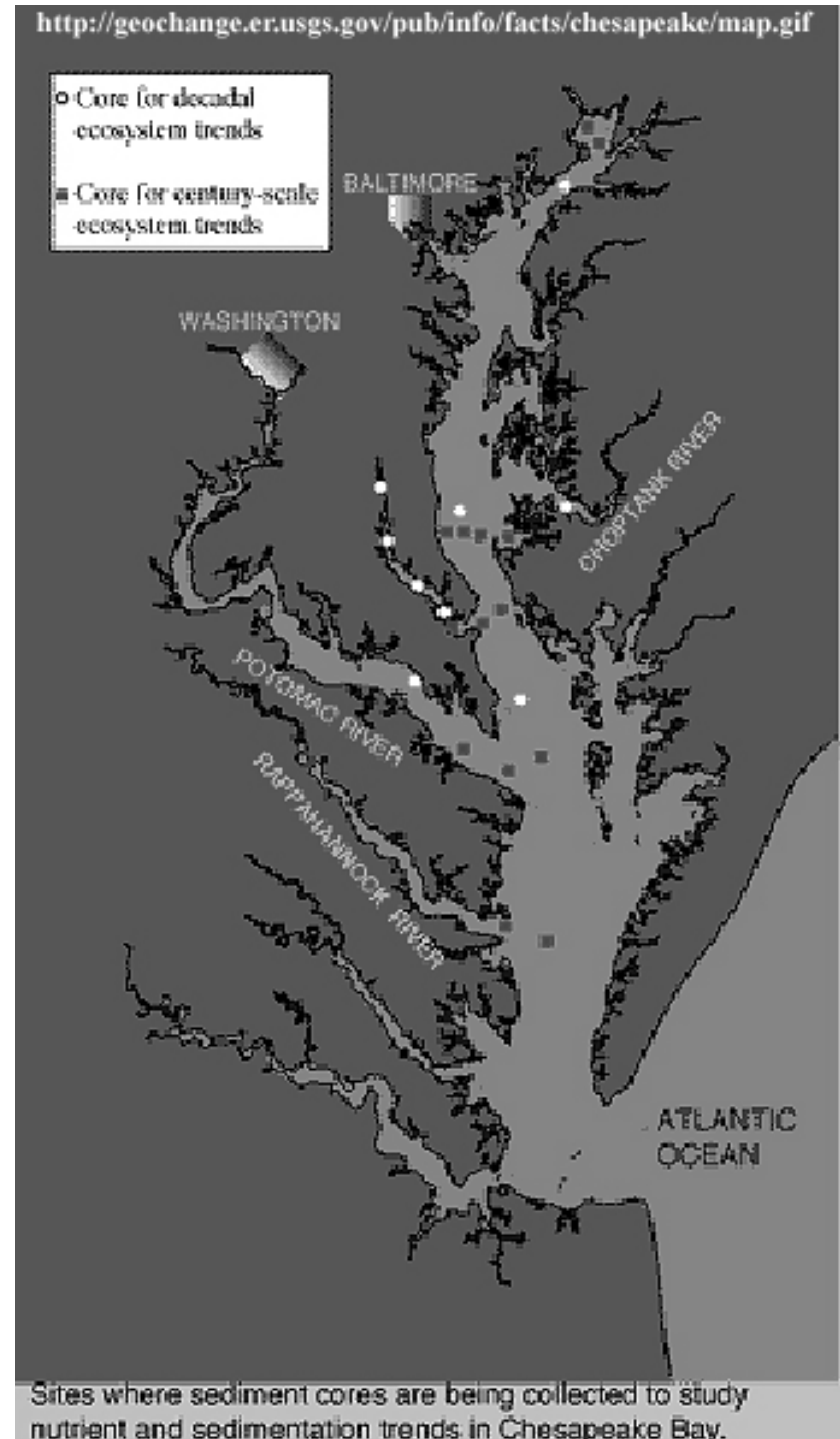 http://geochange.er.usgs.gov/pub/info/facts/chesapeake/map.gif
Core for decadal
ecosystem trends
Core for century-scale
ecosystem trends
BALTIMORE
WASHINGTON
CHOPTANK RIVER
POTOMAC RIVER
RAPPAHANNOCK RIVER
ATLANTIC
OCEAN
Sites where sediment cores are being collected to study
nutrient and sedimentation trends in Chesapeake Bay.